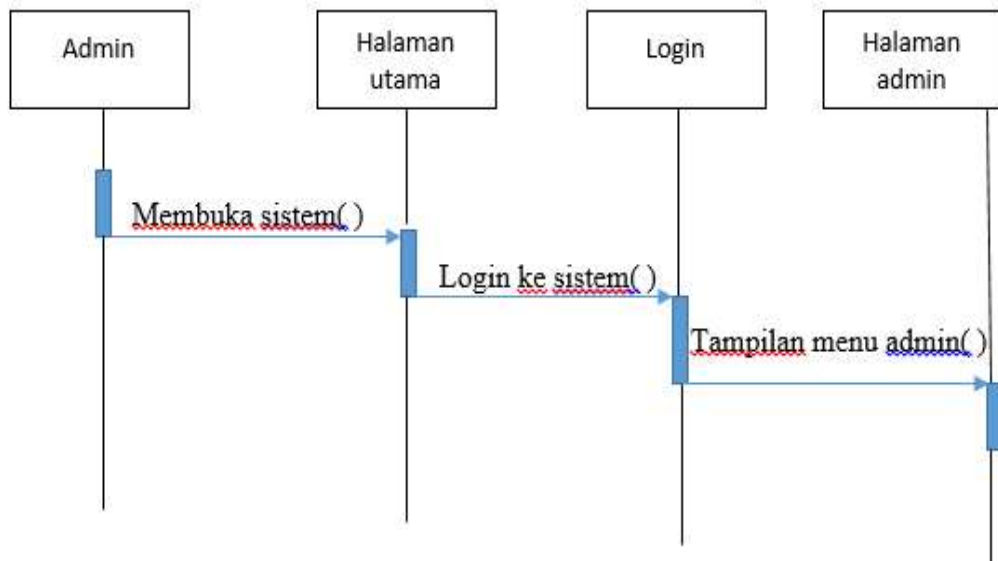 Admin
Halaman
utama
Login
Halaman
admin
Membuka sistem( )
Login ke sistem( )
Tampilan menu admin( )